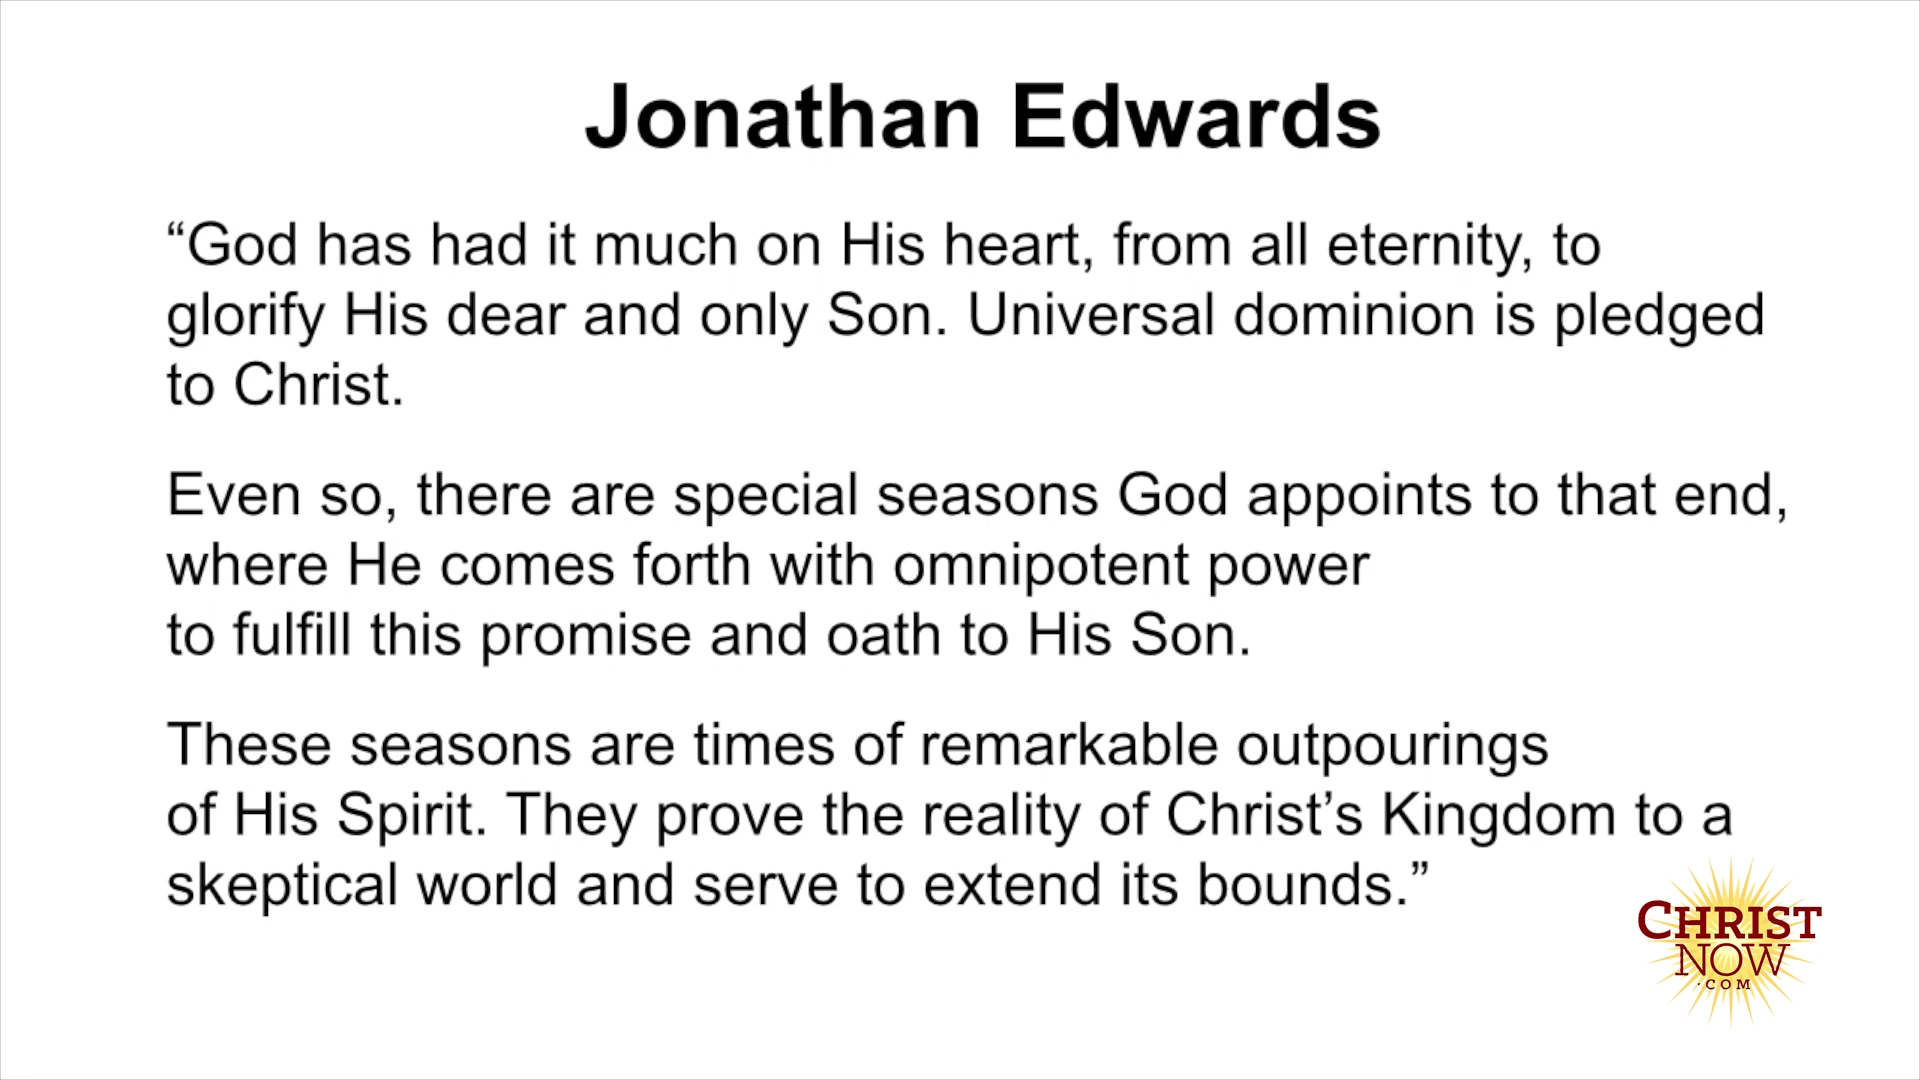 Jonathan Edwards
“God has had it much on His heart, from all eternity, to
glorify His dear and only Son. Universal dominion is pledged
to Christ.
Even so, there are special seasons God appoints to that end,
where He comes forth with omnipotent power
to fulfill this promise and oath to His Son.
These seasons are times of remarkable outpourings
of His Spirit. They prove the reality of Christ’s Kingdom to a
skeptical world and serve to extend its bounds.”
CHRIST
NOW
.COM